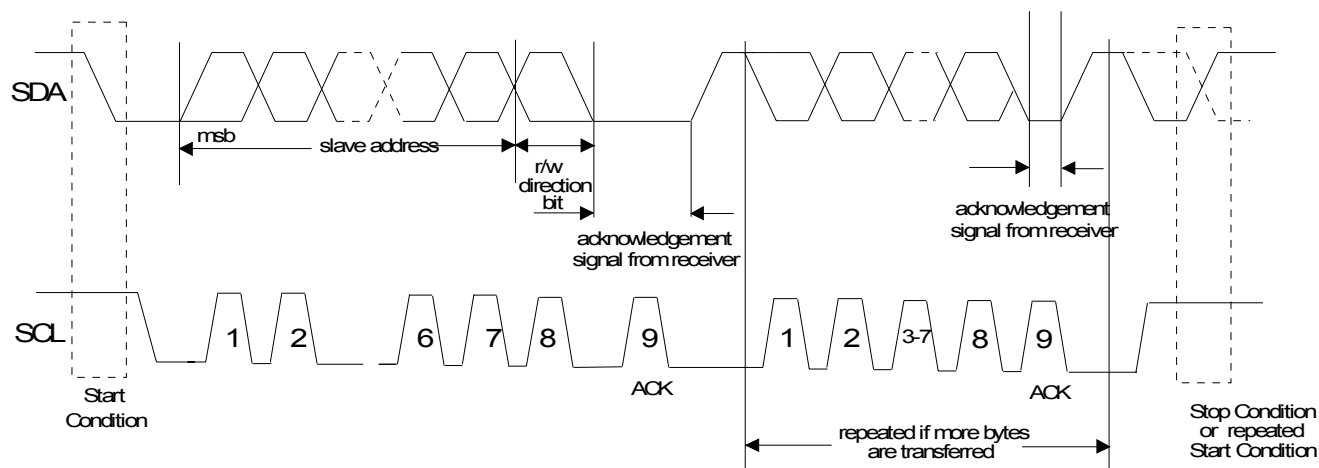 SDA
msb
slave address
r/w
direction
bit
acknowledgement
signal from receiver
acknowledgement
signal from receiver
SCL
1
2
6
7
8
9
1
2
3-7
8
9
ACK
ACK
Start
Condition
repeated if more bytes
are transferred
Stop Condition
or repeated
Start Condition